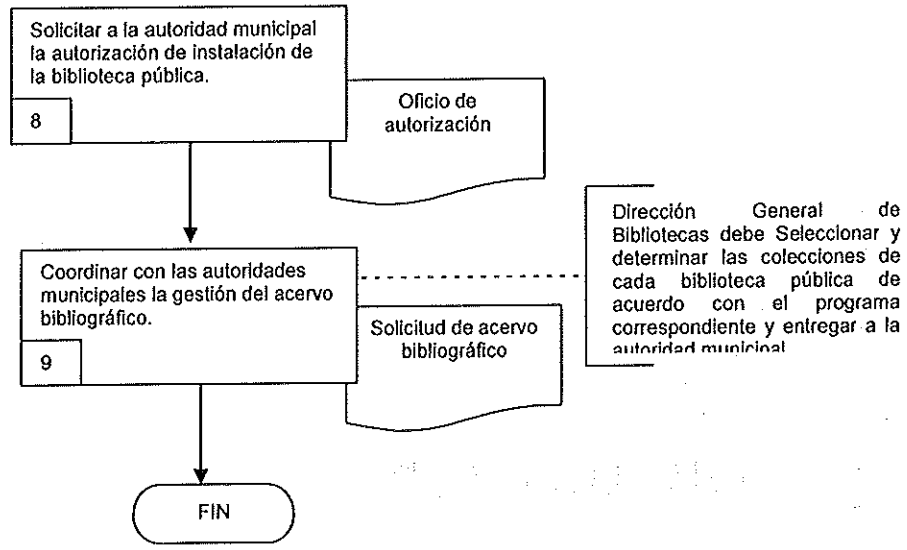 Solicitar a la autoridad municipal
la autorización de instalación de
la biblioteca pública.
8
Oficio de
autorización
Coordinar con las autoridades
municipales la gestión del acervo
bibliográfico.
9
Solicitud de acervo
bibliográfico
Dirección General de
Bibliotecas debe Seleccionar y
determinar las colecciones de
cada biblioteca pública de
acuerdo con el programa
correspondiente y entregar a la
autoridad municipal
FIN